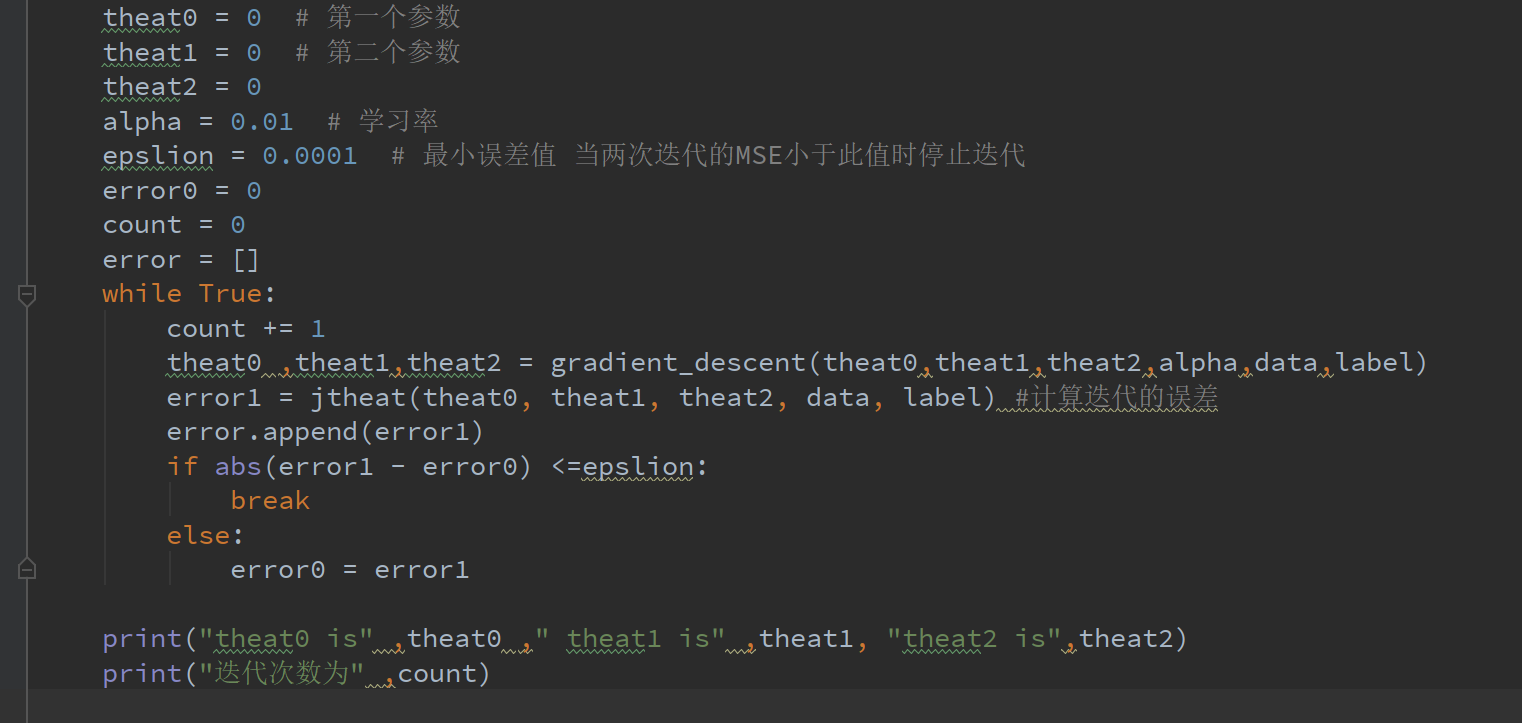 theat0 = 0  # 第一个参数
theat1 = 0  # 第二个参数
theat2 = 0
alpha = 0.01  # 学习率
epslion = 0.0001  # 最小误差值 当两次迭代的MSE小于此值时停止迭代
error0 = 0
count = 0
error = []
while True:
    count += 1
    theat0 ,theat1,theat2 = gradient_descent(theat0,theat1,theat2,alpha,data,label)
    error1 = jtheat(theat0, theat1, theat2, data, label) #计算迭代的误差
    error.append(error1)
    if abs(error1 - error0) <=epslion:
        break
    else:
        error0 = error1
print("theat0 is" ,theat0 ," theat1 is" ,theat1, "theat2 is",theat2)
print("迭代次数为" ,count)